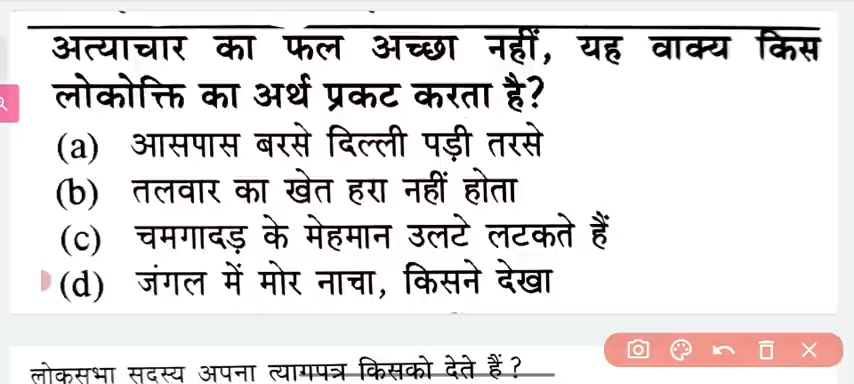 अत्याचार का फल अच्छा नहीं, यह वाक्य किस
लोकोक्ति का अर्थ प्रकट करता है?
(a) आसपास बरसे दिल्ली पड़ी तरसे
(b) तलवार का खेत हरा नहीं होता
(c) चमगादड़ के मेहमान उलटे लटकते हैं
(d) जंगल में मोर नाचा, किसने देखा
लोकसभा सदस्य अपना त्यागपत्र किसको देते हैं?